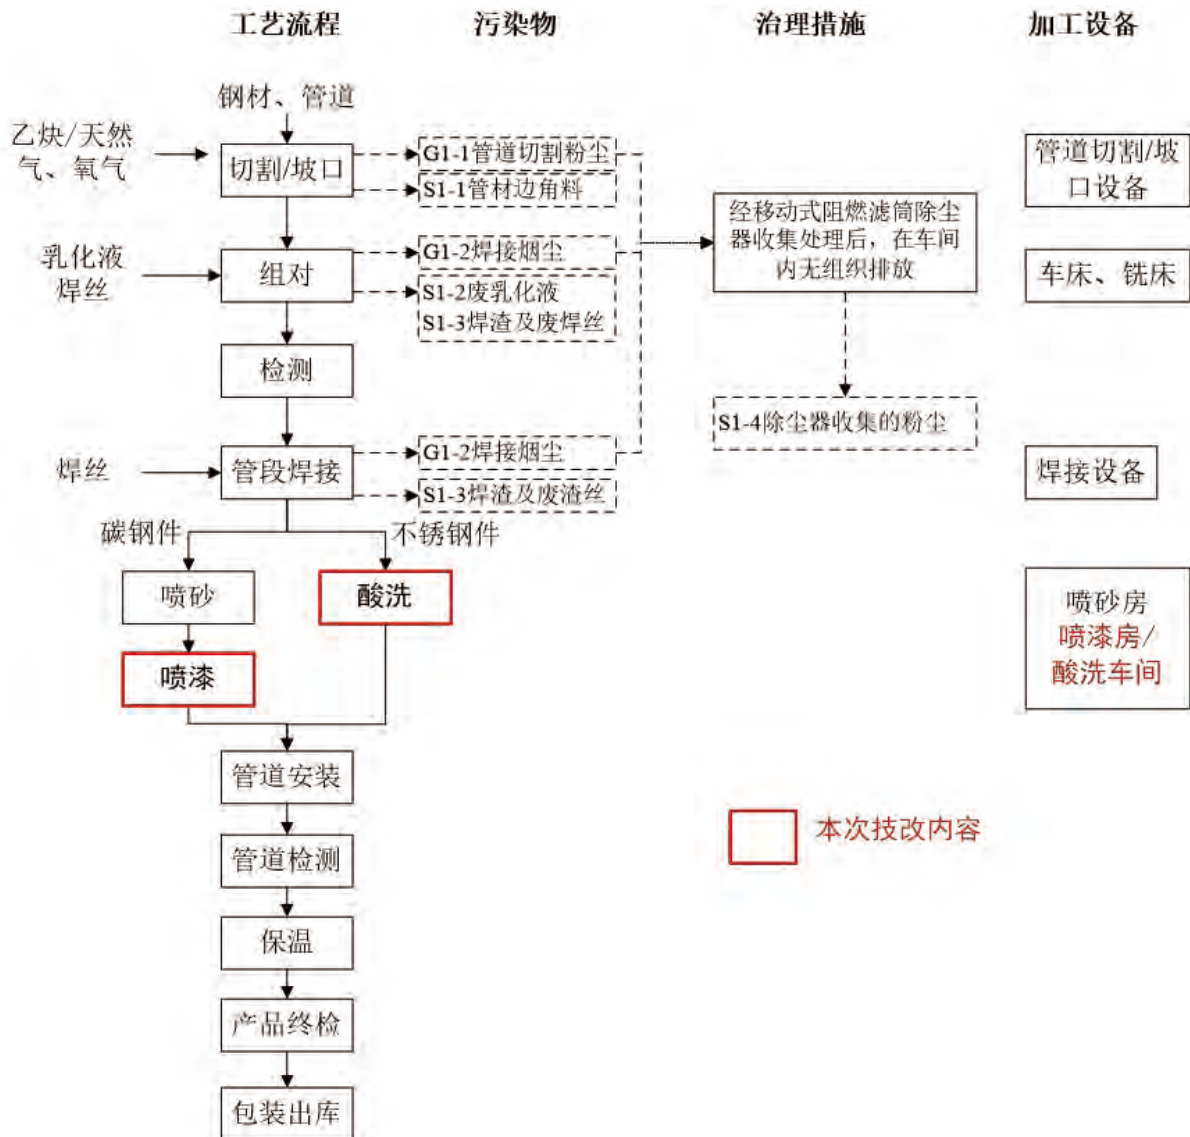 工艺流程
污染物
治理措施
加工设备
钢材、管道
乙炔/天然
气、氧气
切割/坡口
G1-1管道切割粉尘
S1-1管材边角料
管道切割/坡
口设备
经移动式阻燃滤筒除尘
器收集处理后，在车间
内无组织排放
乳化液
焊丝
组对
G1-2焊接烟尘
S1-2废乳化液
S1-3焊渣及废焊丝
车床、铣床
检测
S1-4除尘器收集的粉尘
焊丝
管段焊接
G1-2焊接烟尘
S1-3焊渣及废渣丝
焊接设备
碳钢件
不锈钢件
喷砂
酸洗
喷漆
喷砂房
喷漆房/
酸洗车间
管道安装
本次技改内容
管道检测
保温
产品终检
包装出库